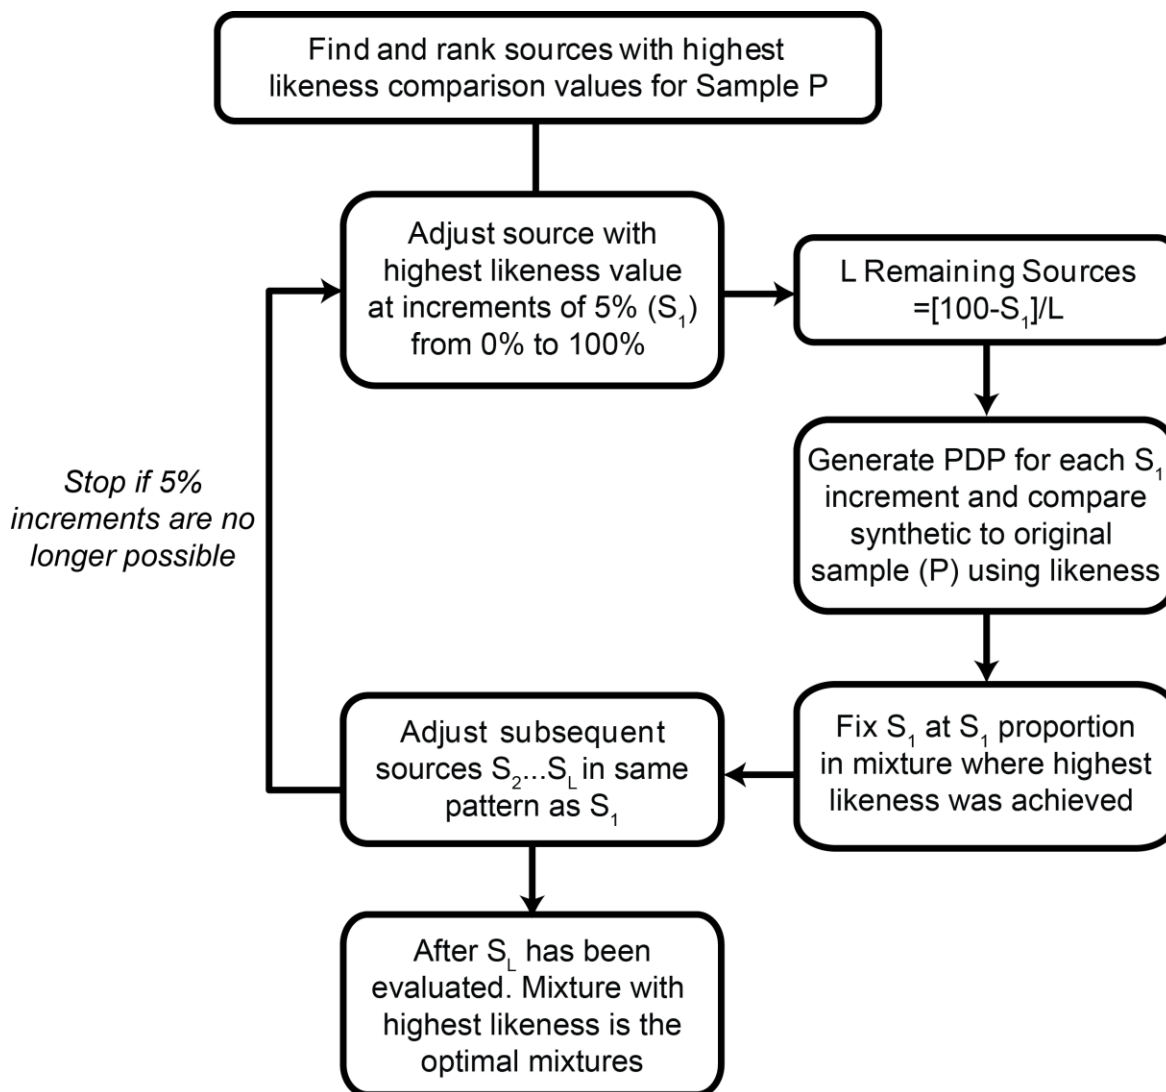 Find and rank sources with highest
likeness comparison values for Sample P
Adjust source with
highest likeness value
at increments of 5% (S₁)
from 0% to 100%
L Remaining Sources
=[100-S₁]/L
Generate PDP for each S₁
increment and compare
synthetic to original
sample (P) using likeness
Fix S₁ at S₁ proportion
in mixture where highest
likeness was achieved
Adjust subsequent
sources S₂...S_L in same
pattern as S₁
Stop if 5%
increments are no
longer possible
After S_L has been
evaluated. Mixture with
highest likeness is the
optimal mixtures